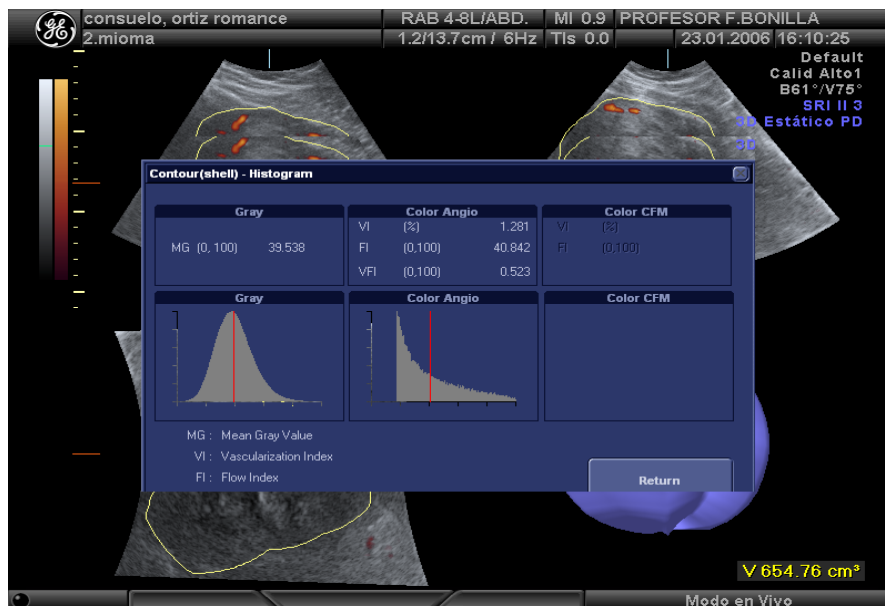 consuelo, ortiz romance RAB 4-8L/ABD. MI 0.9 PROFESOR F.BONILLA
2.mioma 1.2/13.7cm / 6Hz TIs 0.0 23.01.2006 16:10:25
Default
Calid Alto1
B61°/V75°
SRI II 3
3D Estático PD
3D
Contour(shell) - Histogram
Gray Color Angio Color CFM
MG (0, 100) 39.538
VI (%) 1.281
FI (0,100) 40.842
VFI (0,100) 0.523
VI (%)
FI (0,100)
Gray Color Angio Color CFM
MG : Mean Gray Value
VI : Vascularization Index
FI : Flow Index
Return
V 654.76 cm³
Modo en Vivo